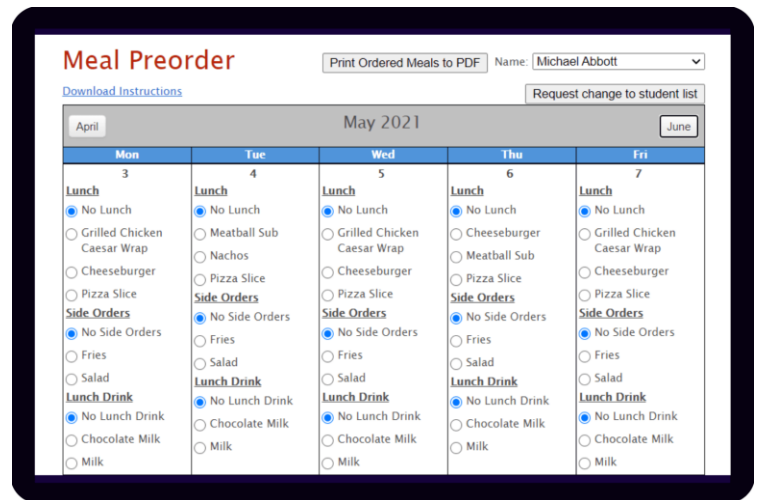 Meal Preorder
Print Ordered Meals to PDF
Name: Michael Abbott
Download Instructions
Request change to student list
April
May 2021
June
Mon Tue Wed Thu Fri
3
Lunch
No Lunch
Grilled Chicken
Caesar Wrap
Cheeseburger
Pizza Slice
Side Orders
No Side Orders
Fries
Salad
Lunch Drink
No Lunch Drink
Chocolate Milk
Milk
4
Lunch
No Lunch
Meatball Sub
Nachos
Pizza Slice
Side Orders
No Side Orders
Fries
Salad
Lunch Drink
No Lunch Drink
Chocolate Milk
Milk
5
Lunch
No Lunch
Grilled Chicken
Caesar Wrap
Cheeseburger
Pizza Slice
Side Orders
No Side Orders
Fries
Salad
Lunch Drink
No Lunch Drink
Chocolate Milk
Milk
6
Lunch
No Lunch
Cheeseburger
Meatball Sub
Pizza Slice
Side Orders
No Side Orders
Fries
Salad
Lunch Drink
No Lunch Drink
Chocolate Milk
Milk
7
Lunch
No Lunch
Grilled Chicken
Caesar Wrap
Cheeseburger
Pizza Slice
Side Orders
No Side Orders
Fries
Salad
Lunch Drink
No Lunch Drink
Chocolate Milk
Milk